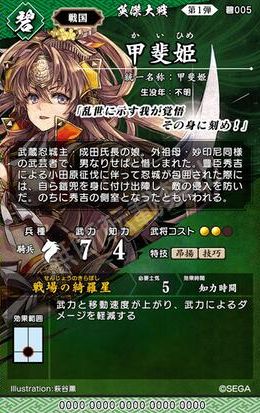 碧
戦国
英傑大戦
第1弾
碧005
かいひめ
甲斐姫
統一名称：甲斐姫
生没年：不明
「乱世に示す我が覚悟
その身に刻め！」
武蔵忍城主・成田氏長の娘。外祖母・妙印尼同様
の武芸者で、男なりせばと惜しまれた。豊臣秀吉
による小田原征伐に伴って忍城が包囲された際に
は、自ら鎧兜を身に付け出陣し、敵の侵入を防い
だ。のちに秀吉の側室となったともいわれる。
兵種 武力 知力 武将コスト
騎兵 7 4
特技 昂揚 技巧
せんじょうのきらぼし
戦場の綺羅星
必要士気 5
効果時間 知力時間
効果範囲
武力と移動速度が上がり、武力によるダ
メージを軽減する
Illustration:萩谷薫
©SEGA
0000-0000-0000-0000-0000